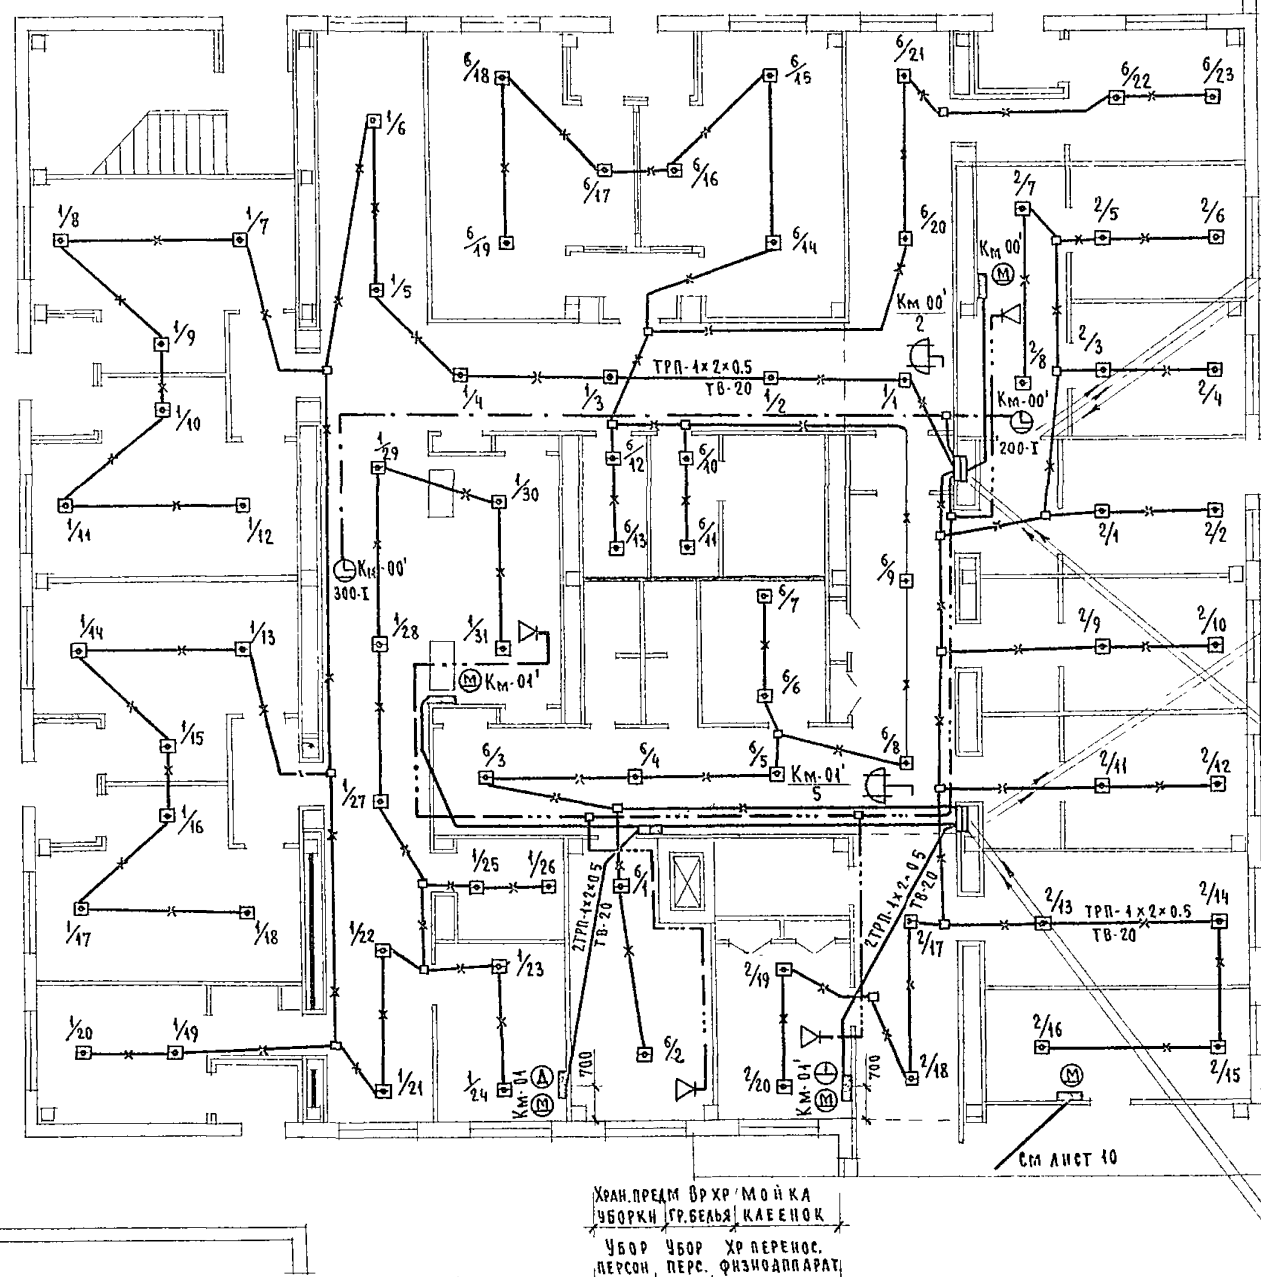 6/18
6/15
6/21
6/22
6/23
1/6
6/17
6/16
2/7
2/5
2/6
1/8
1/7
6/19
6/14
6/20
Км 00'
М
1/5
Км 00'
2
1/9
2/8
2/3
ТРП-1×2×0.5
ТВ-20
1/4
1/3
1/2
1/1
2/4
Км-00'
200-I
1/10
1/29
6/12
6/10
1/30
1/11
1/12
6/13
6/11
2/1
2/2
Км-00'
300-I
6/9
6/7
1/14
1/13
1/28
1/31
2/9
2/10
М
Км-01'
6/6
1/15
6/3
6/4
6/5
6/8
Км-01'
5
2/11
2/12
1/27
1/16
1/25
1/26
6/1
2ТРП-1×2×0.5
ТВ-20
2ТРП-1×2×0.5
ТВ-20
2/13
2/14
ТРП-1×2×0.5
ТВ-20
1/17
1/18
1/22
2/17
1/23
2/19
1/20
1/19
6/2
2/16
2/15
1/21
1/24
Км-01
Д
М
700
2/20
Км-01'
М
700
2/18
М
См лист 10
Хран.предм Вр хр Мойка
уборки гр.белья клеенок
Убор Убор Хр перенос.
персон. перс. физиоаппарат